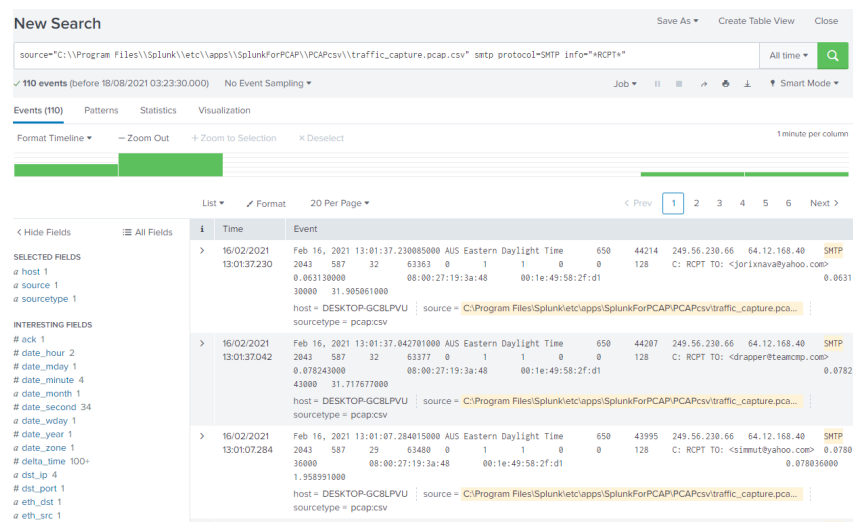 New Search
Save As ▾ Create Table View Close
source="C:\\Program Files\\Splunk\\etc\\apps\\SplunkForPCAP\\PCAPcsv\\traffic_capture.pcap.csv" smtp protocol=SMTP info="*RCPT*"
All time ▾
✓ 110 events (before 18/08/2021 03:23:30.000) No Event Sampling ▾
Job ▾ Smart Mode ▾
Events (110) Patterns Statistics Visualization
Format Timeline ▾ — Zoom Out + Zoom to Selection × Deselect
1 minute per column
List ▾ Format 20 Per Page ▾
< Prev 1 2 3 4 5 6 Next >
< Hide Fields All Fields
SELECTED FIELDS
a host 1
a source 1
a sourcetype 1
INTERESTING FIELDS
# ack 1
# date_hour 2
# date_mday 1
# date_minute 4
a date_month 1
# date_second 34
a date_wday 1
# date_year 1
# date_zone 1
# delta_time 100+
a dst_ip 4
# dst_port 1
a eth_dst 1
a eth_src 1
i Time Event
> 16/02/2021 13:01:37.230
Feb 16, 2021 13:01:37.230085000 AUS Eastern Daylight Time 650 44214 249.56.230.66 64.12.168.40 SMTP
2043 587 32 63363 0 1 1 0 0 128 C: RCPT TO: <jorixnava@yahoo.com>
0.063130000 08:00:27:19:3a:48 00:1e:49:58:2f:d1 0.0631
30000 31.905061000
host = DESKTOP-GC8LPVU source = C:\Program Files\Splunk\etc\apps\SplunkForPCAP\PCAPcsv\traffic_capture.pca...
sourcetype = pcap:csv
> 16/02/2021 13:01:37.042
Feb 16, 2021 13:01:37.042701000 AUS Eastern Daylight Time 650 44207 249.56.230.66 64.12.168.40 SMTP
2043 587 32 63377 0 1 1 0 0 128 C: RCPT TO: <drapper@teamcmp.com>
0.078243000 08:00:27:19:3a:48 00:1e:49:58:2f:d1 0.0782
43000 31.717677000
host = DESKTOP-GC8LPVU source = C:\Program Files\Splunk\etc\apps\SplunkForPCAP\PCAPcsv\traffic_capture.pca...
sourcetype = pcap:csv
> 16/02/2021 13:01:07.284
Feb 16, 2021 13:01:07.284015000 AUS Eastern Daylight Time 650 43995 249.56.230.66 64.12.168.40 SMTP
2043 587 29 63480 0 1 1 0 0 128 C: RCPT TO: <simmut@yahoo.com> 0.0780
36000 08:00:27:19:3a:48 00:1e:49:58:2f:d1 0.078036000
1.958991000
host = DESKTOP-GC8LPVU source = C:\Program Files\Splunk\etc\apps\SplunkForPCAP\PCAPcsv\traffic_capture.pca...
sourcetype = pcap:csv